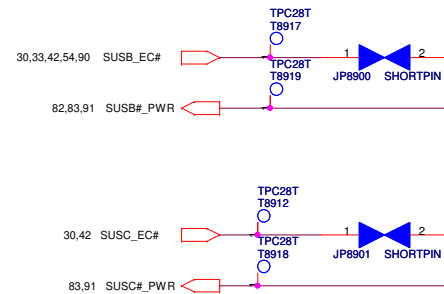 TPC28T
T8917
30,33,42,54,90 SUSB_EC#
1 2
TPC28T
T8919
JP8900 SHORTPIN
82,83,91 SUSB#_PWR
TPC28T
T8912
30,42 SUSC_EC#
1 2
TPC28T
T8918
JP8901 SHORTPIN
83,91 SUSC#_PWR